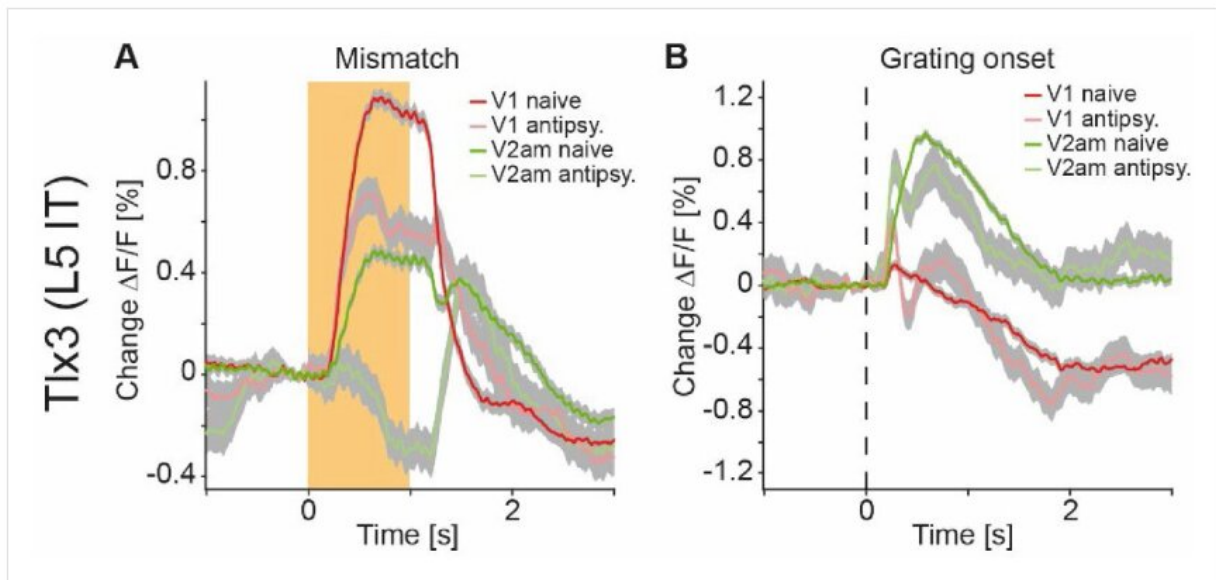 A
Mismatch
V1 naive
V1 antipsy.
V2am naive
V2am antipsy.
Tlx3 (L5 IT)
Change ΔF/F [%]
0.8
0.4
0
-0.4
0
2
Time [s]
B
Grating onset
V1 naive
V1 antipsy.
V2am naive
V2am antipsy.
Change ΔF/F [%]
1.2
0.8
0.4
0
-0.4
-0.8
-1.2
0
2
Time [s]